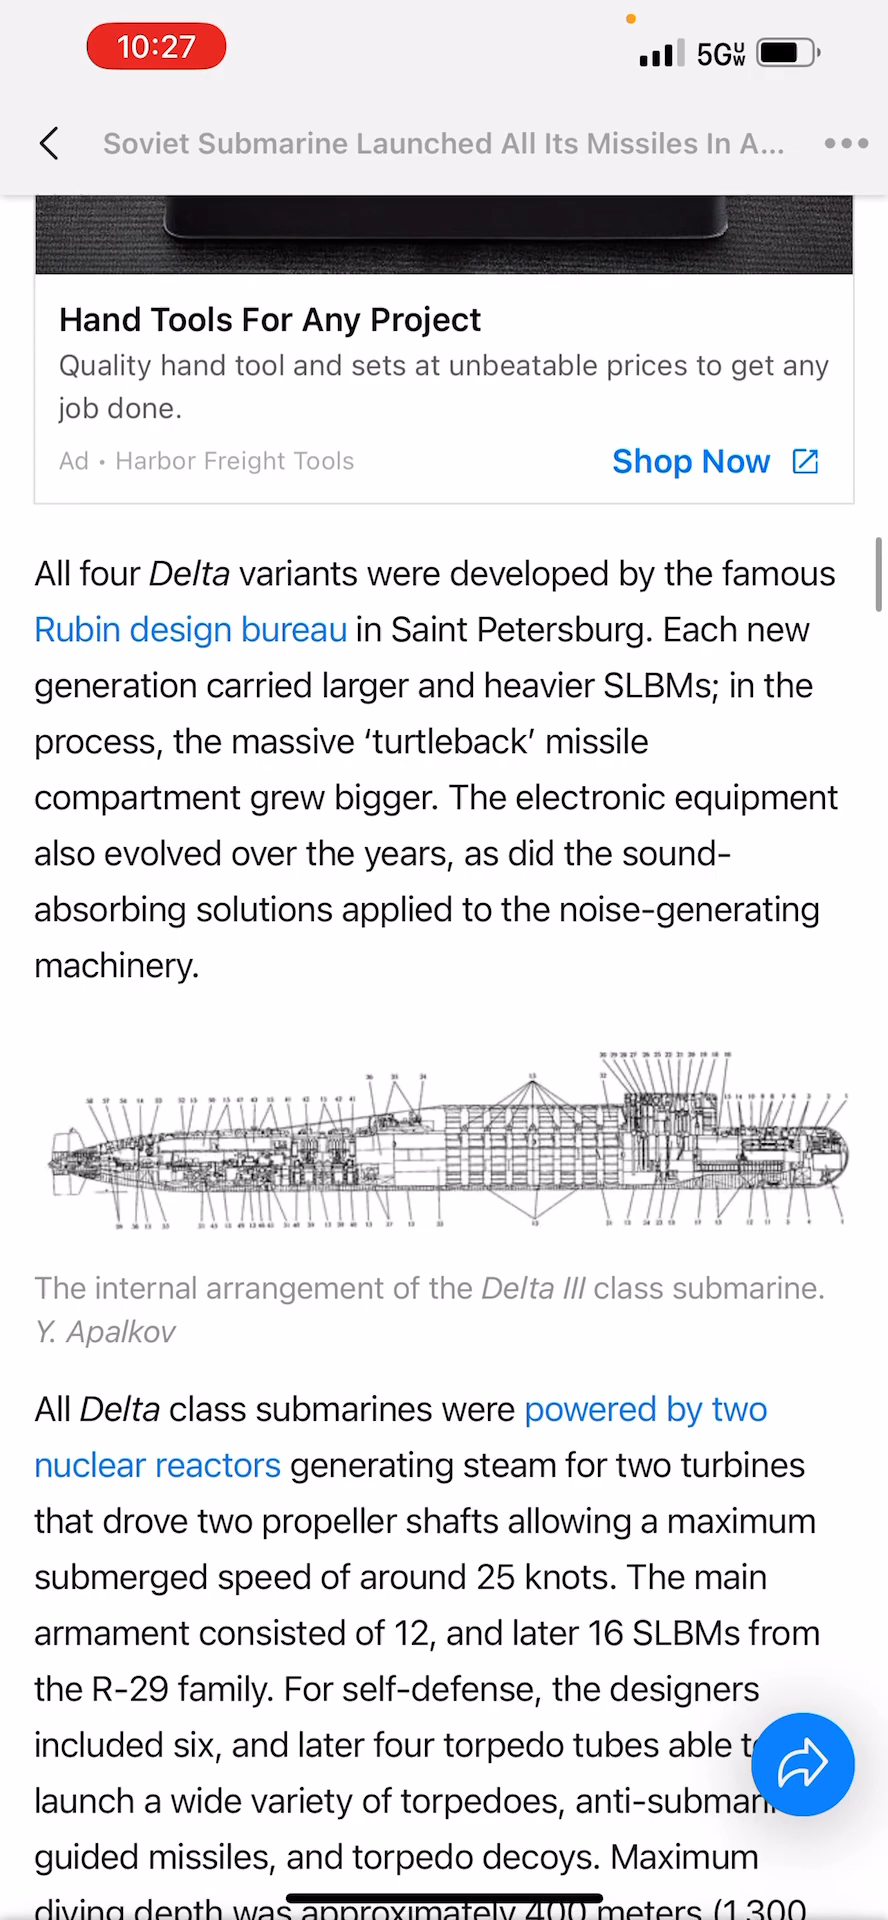 10:27
5G UW
Soviet Submarine Launched All Its Missiles In A...
Hand Tools For Any Project
Quality hand tool and sets at unbeatable prices to get any
job done.
Ad • Harbor Freight Tools
Shop Now
All four Delta variants were developed by the famous
Rubin design bureau in Saint Petersburg. Each new
generation carried larger and heavier SLBMs; in the
process, the massive ‘turtleback’ missile
compartment grew bigger. The electronic equipment
also evolved over the years, as did the sound-
absorbing solutions applied to the noise-generating
machinery.
The internal arrangement of the Delta III class submarine.
Y. Apalkov
All Delta class submarines were powered by two
nuclear reactors generating steam for two turbines
that drove two propeller shafts allowing a maximum
submerged speed of around 25 knots. The main
armament consisted of 12, and later 16 SLBMs from
the R-29 family. For self-defense, the designers
included six, and later four torpedo tubes able
launch a wide variety of torpedoes,
guided missiles, and torpedo decoys. Maximum
diving depth was approximately 400 meters (1,300